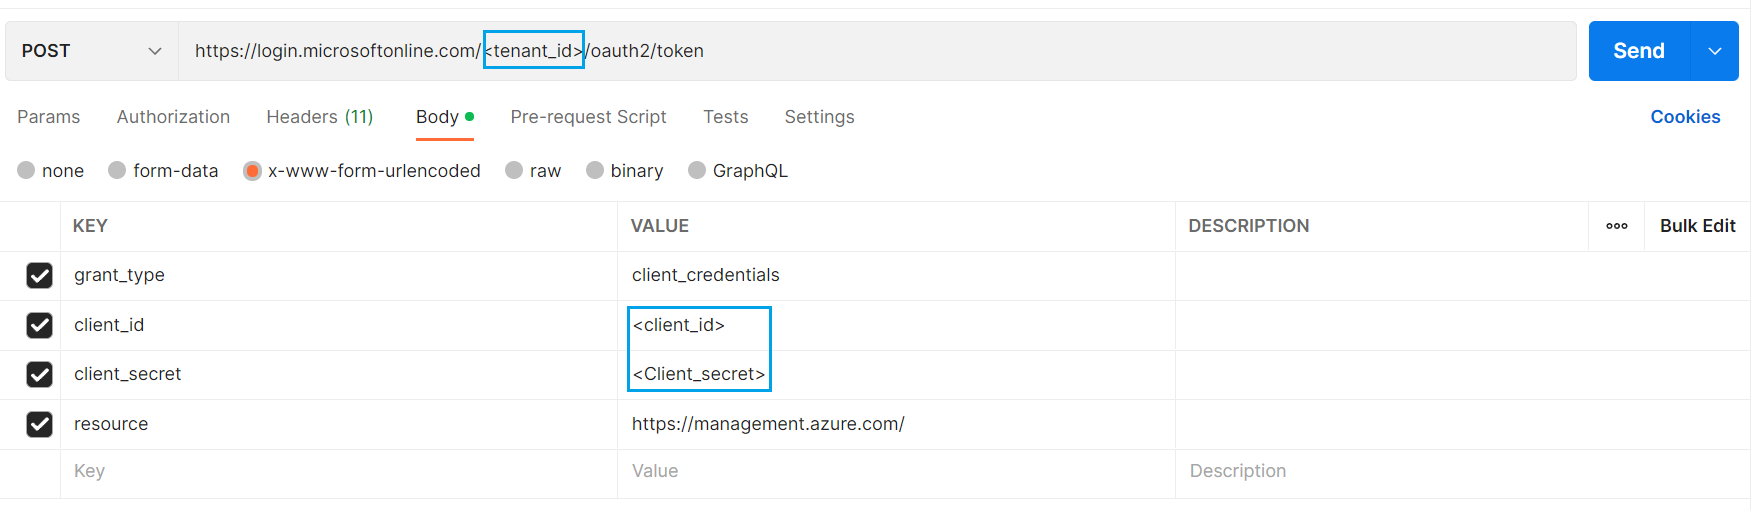 POST https://login.microsoftonline.com/<tenant_id>/oauth2/token Send
Params Authorization Headers (11) Body Pre-request Script Tests Settings Cookies
none form-data x-www-form-urlencoded raw binary GraphQL
KEY VALUE DESCRIPTION ooo Bulk Edit
grant_type client_credentials
client_id <client_id>
client_secret <Client_secret>
resource https://management.azure.com/
Key Value Description